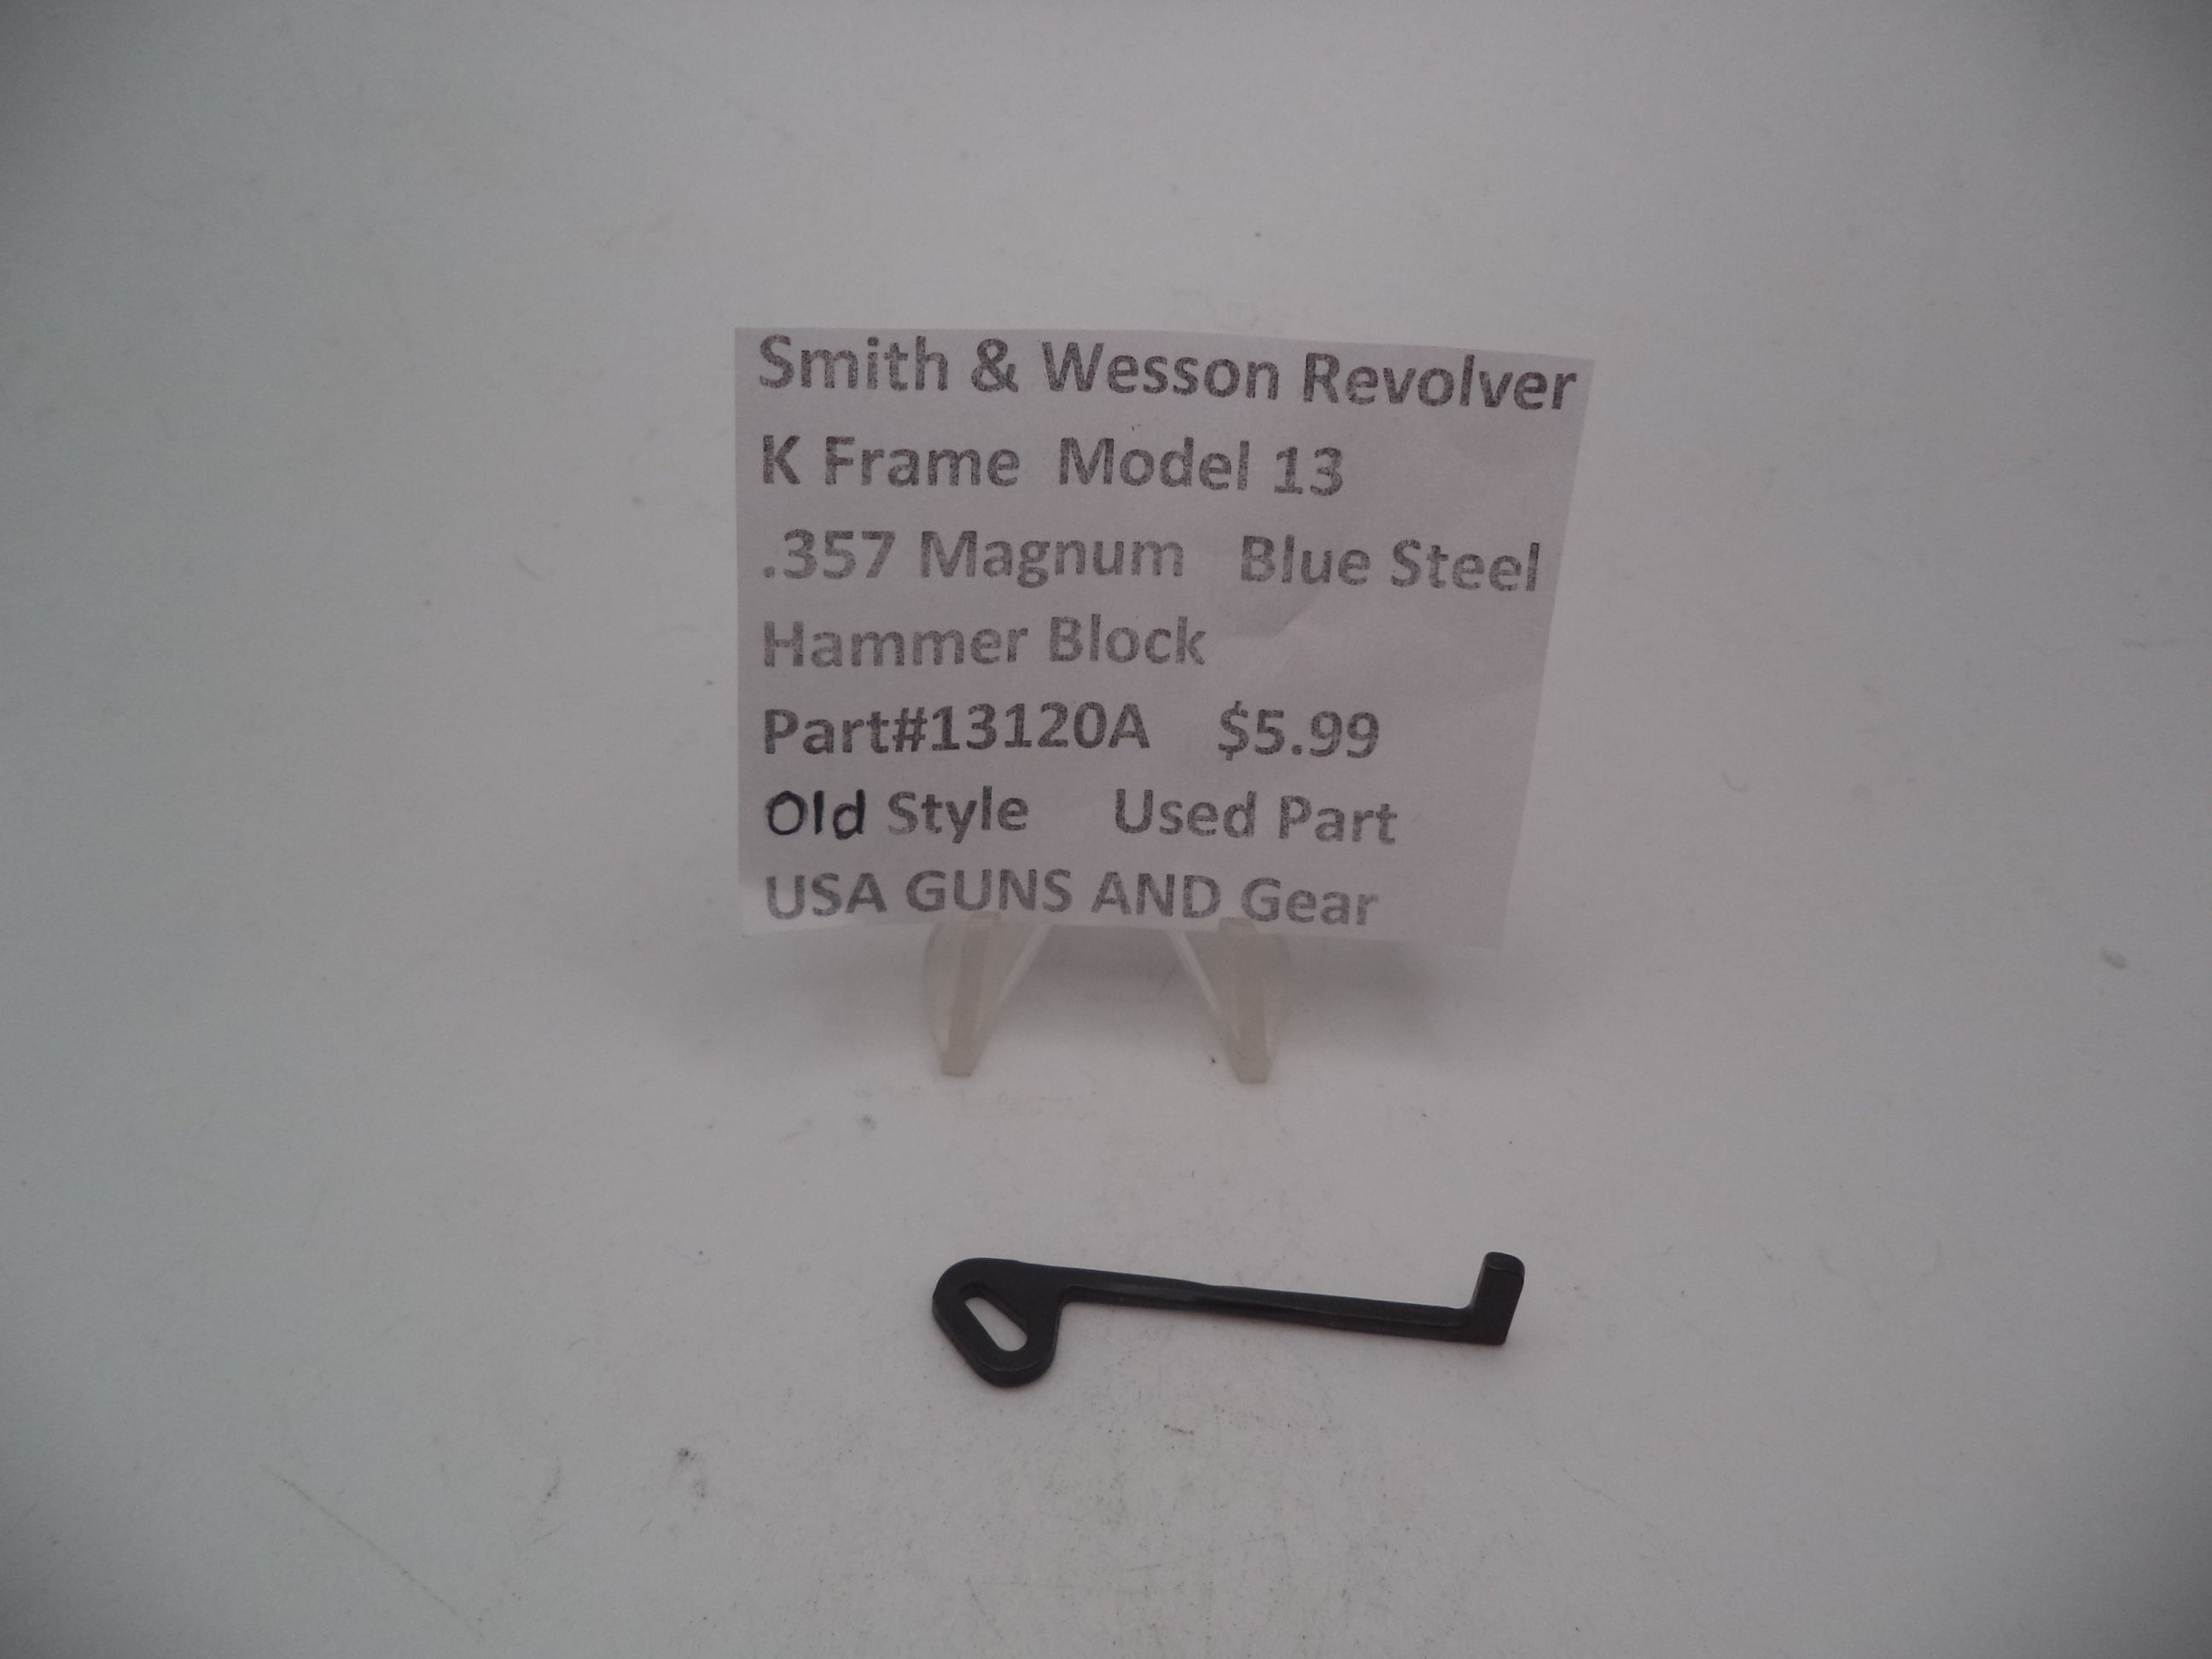 Smith & Wesson Revolver
K Frame Model 13
.357 Magnum Blue Steel
Hammer Block
Part#13120A $5.99
Old Style Used Part
USA GUNS AND Gear